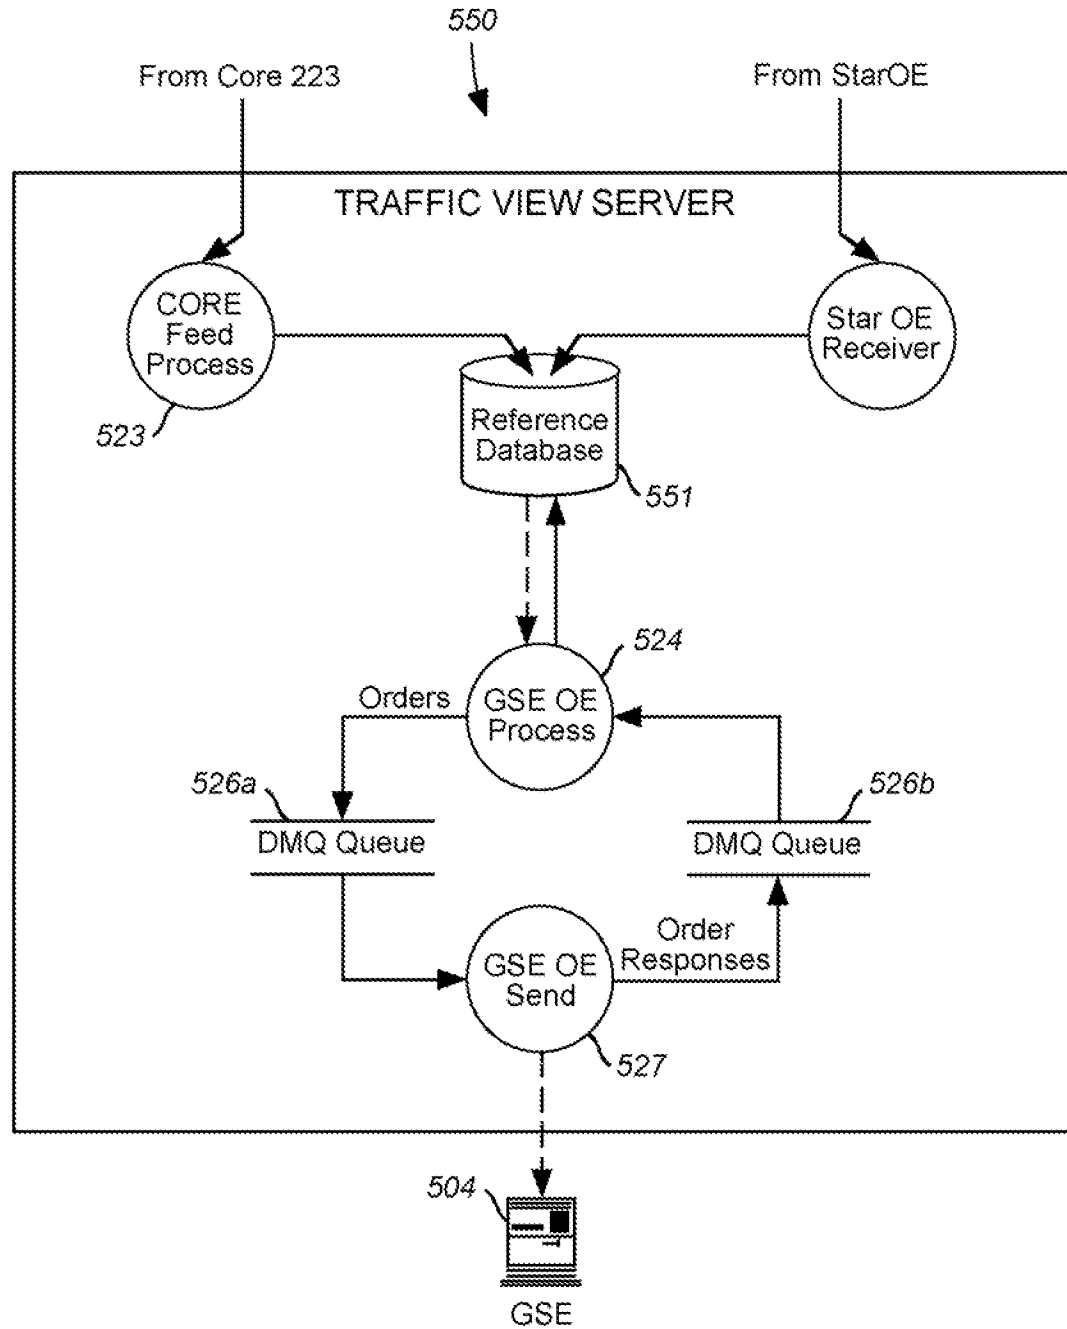 550
From Core 223
From StarOE
TRAFFIC VIEW SERVER
CORE
Feed
Process
523
Star OE
Receiver
Reference
Database
551
524
GSE OE
Process
Orders
526a
DMQ Queue
526b
DMQ Queue
GSE OE
Send
Order
Responses
527
504
GSE